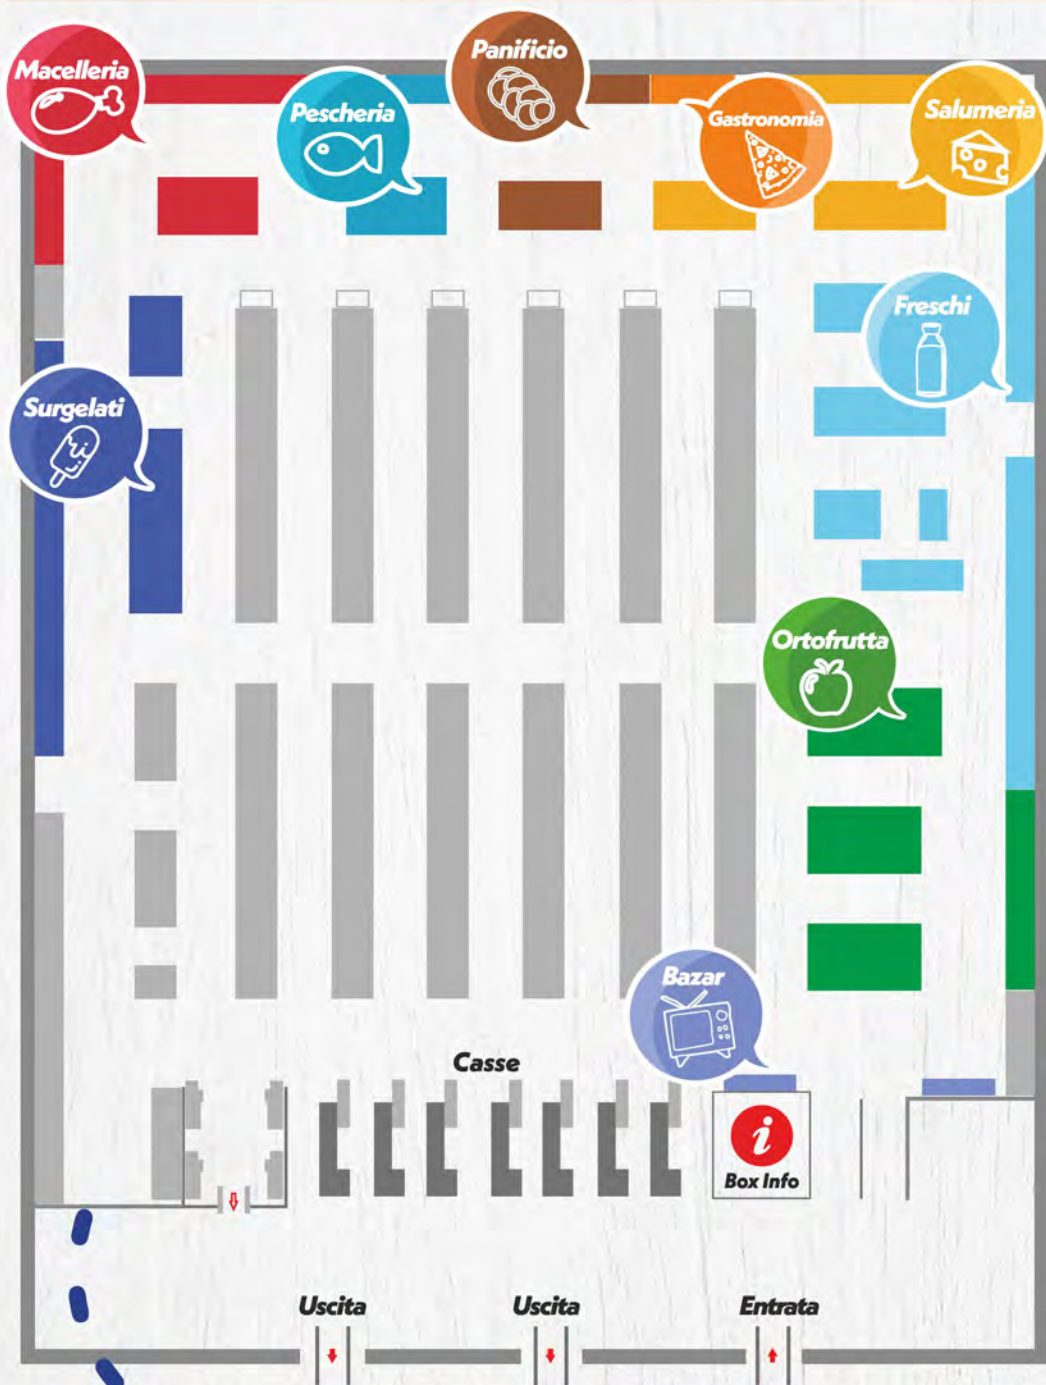 Panificio
Macelleria
Pescheria
Gastronomia
Salumeria
Freschi
Surgelati
Ortofrutta
Bazar
Casse
i
Box Info
Uscita
Uscita
Entrata